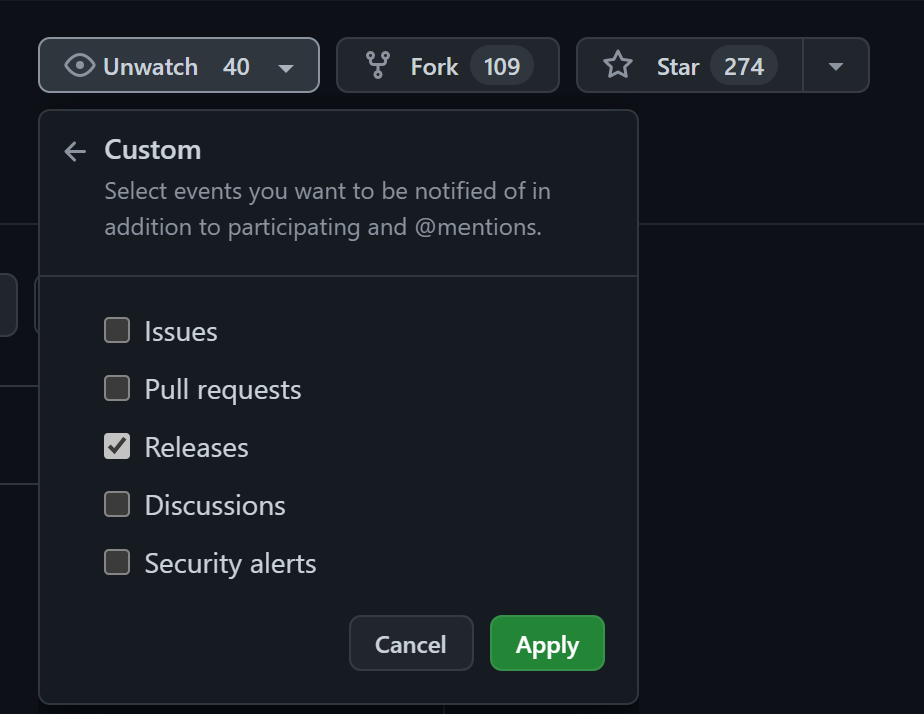 Unwatch 40 Fork 109 Star 274
Custom
Select events you want to be notified of in
addition to participating and @mentions.
Issues
Pull requests
Releases
Discussions
Security alerts
Cancel Apply